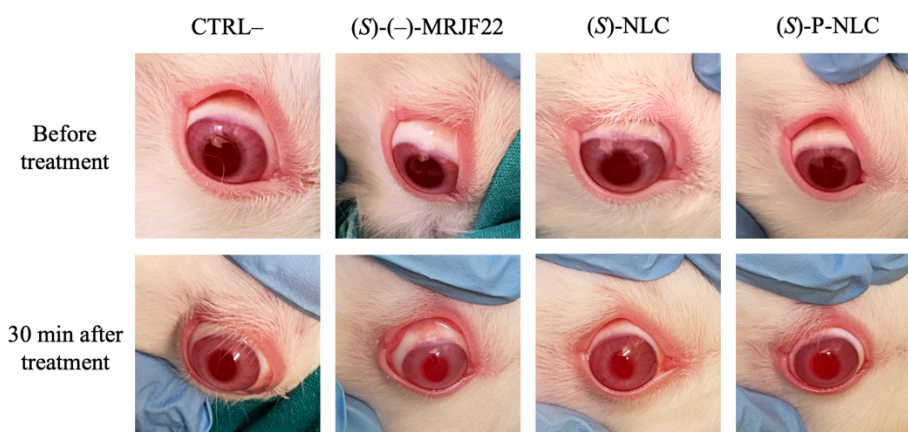 CTRL–
(S)-(–)-MRJF22
(S)-NLC
(S)-P-NLC
Before
treatment
30 min after
treatment